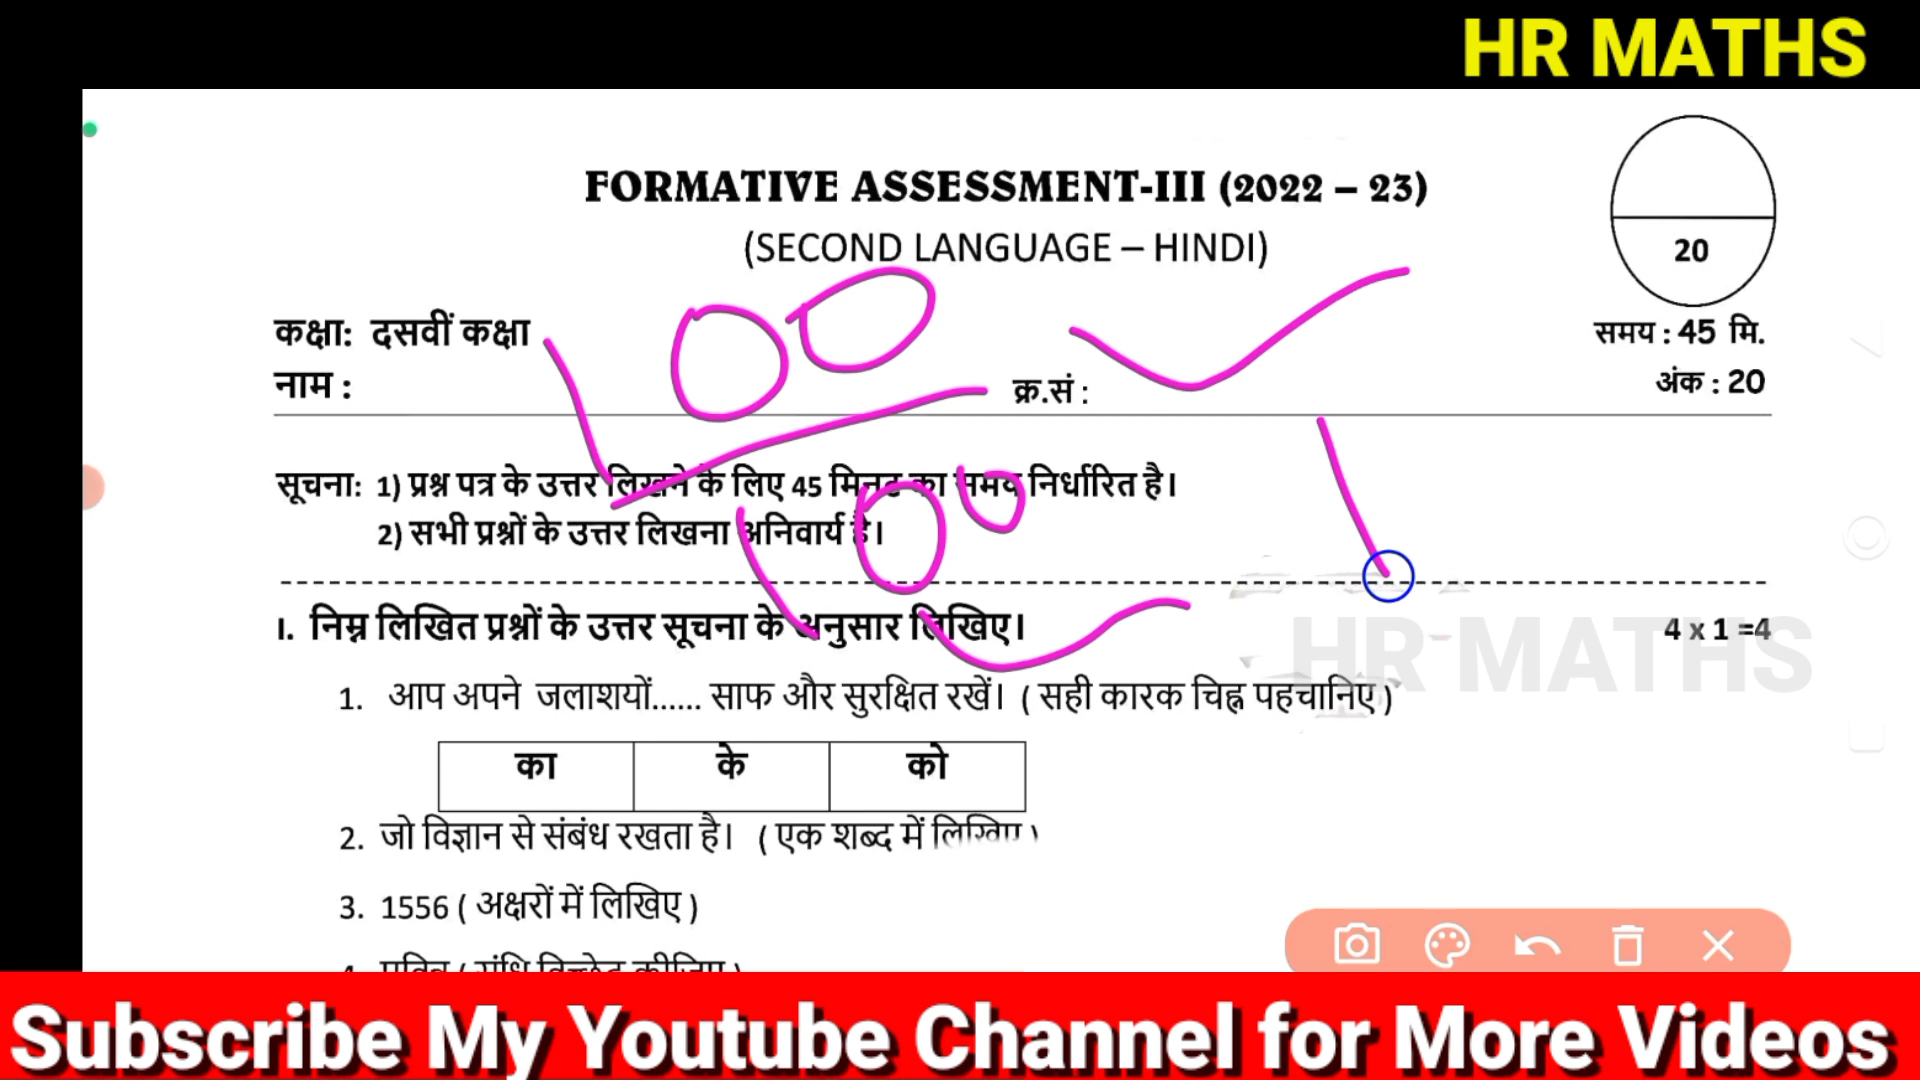 HR MATHS
FORMATIVE ASSESSMENT-III (2022 – 23)
(SECOND LANGUAGE – HINDI)
20
कक्षा: दसवीं कक्षा
समय : 45 मि.
नाम :
क्र.सं :
अंक : 20
00
सूचना: 1) प्रश्न पत्र के उत्तर लिखने के लिए 45 मिनट का समय निर्धारित है।
2) सभी प्रश्नों के उत्तर लिखना अनिवार्य है।
I. निम्न लिखित प्रश्नों के उत्तर सूचना के अनुसार लिखिए। 4 x 1 =4
HR MATHS
1. आप अपने जलाशयों...... साफ और सुरक्षित रखें। ( सही कारक चिह्न पहचानिए )
का के को
2. जो विज्ञान से संबंध रखता है। ( एक शब्द में लिखिए )
3. 1556 ( अक्षरों में लिखिए )
Subscribe My Youtube Channel for More Videos